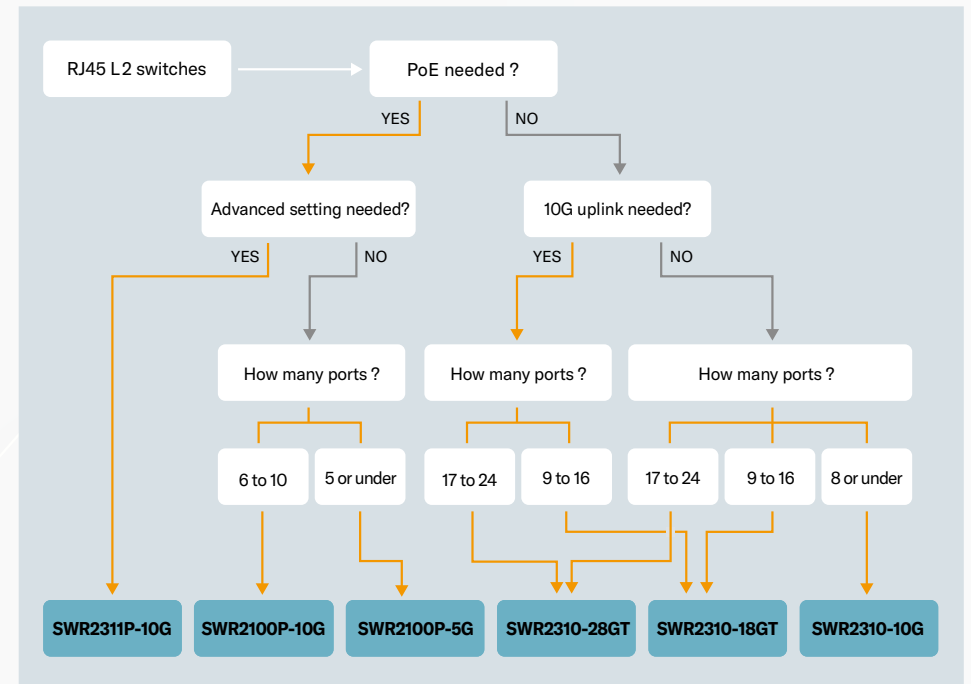 RJ45 L2 switches
PoE needed ?
YES
NO
Advanced setting needed?
10G uplink needed?
YES
NO
YES
NO
How many ports ?
How many ports ?
How many ports ?
6 to 10
5 or under
17 to 24
9 to 16
17 to 24
9 to 16
8 or under
SWR2311P-10G
SWR2100P-10G
SWR2100P-5G
SWR2310-28GT
SWR2310-18GT
SWR2310-10G